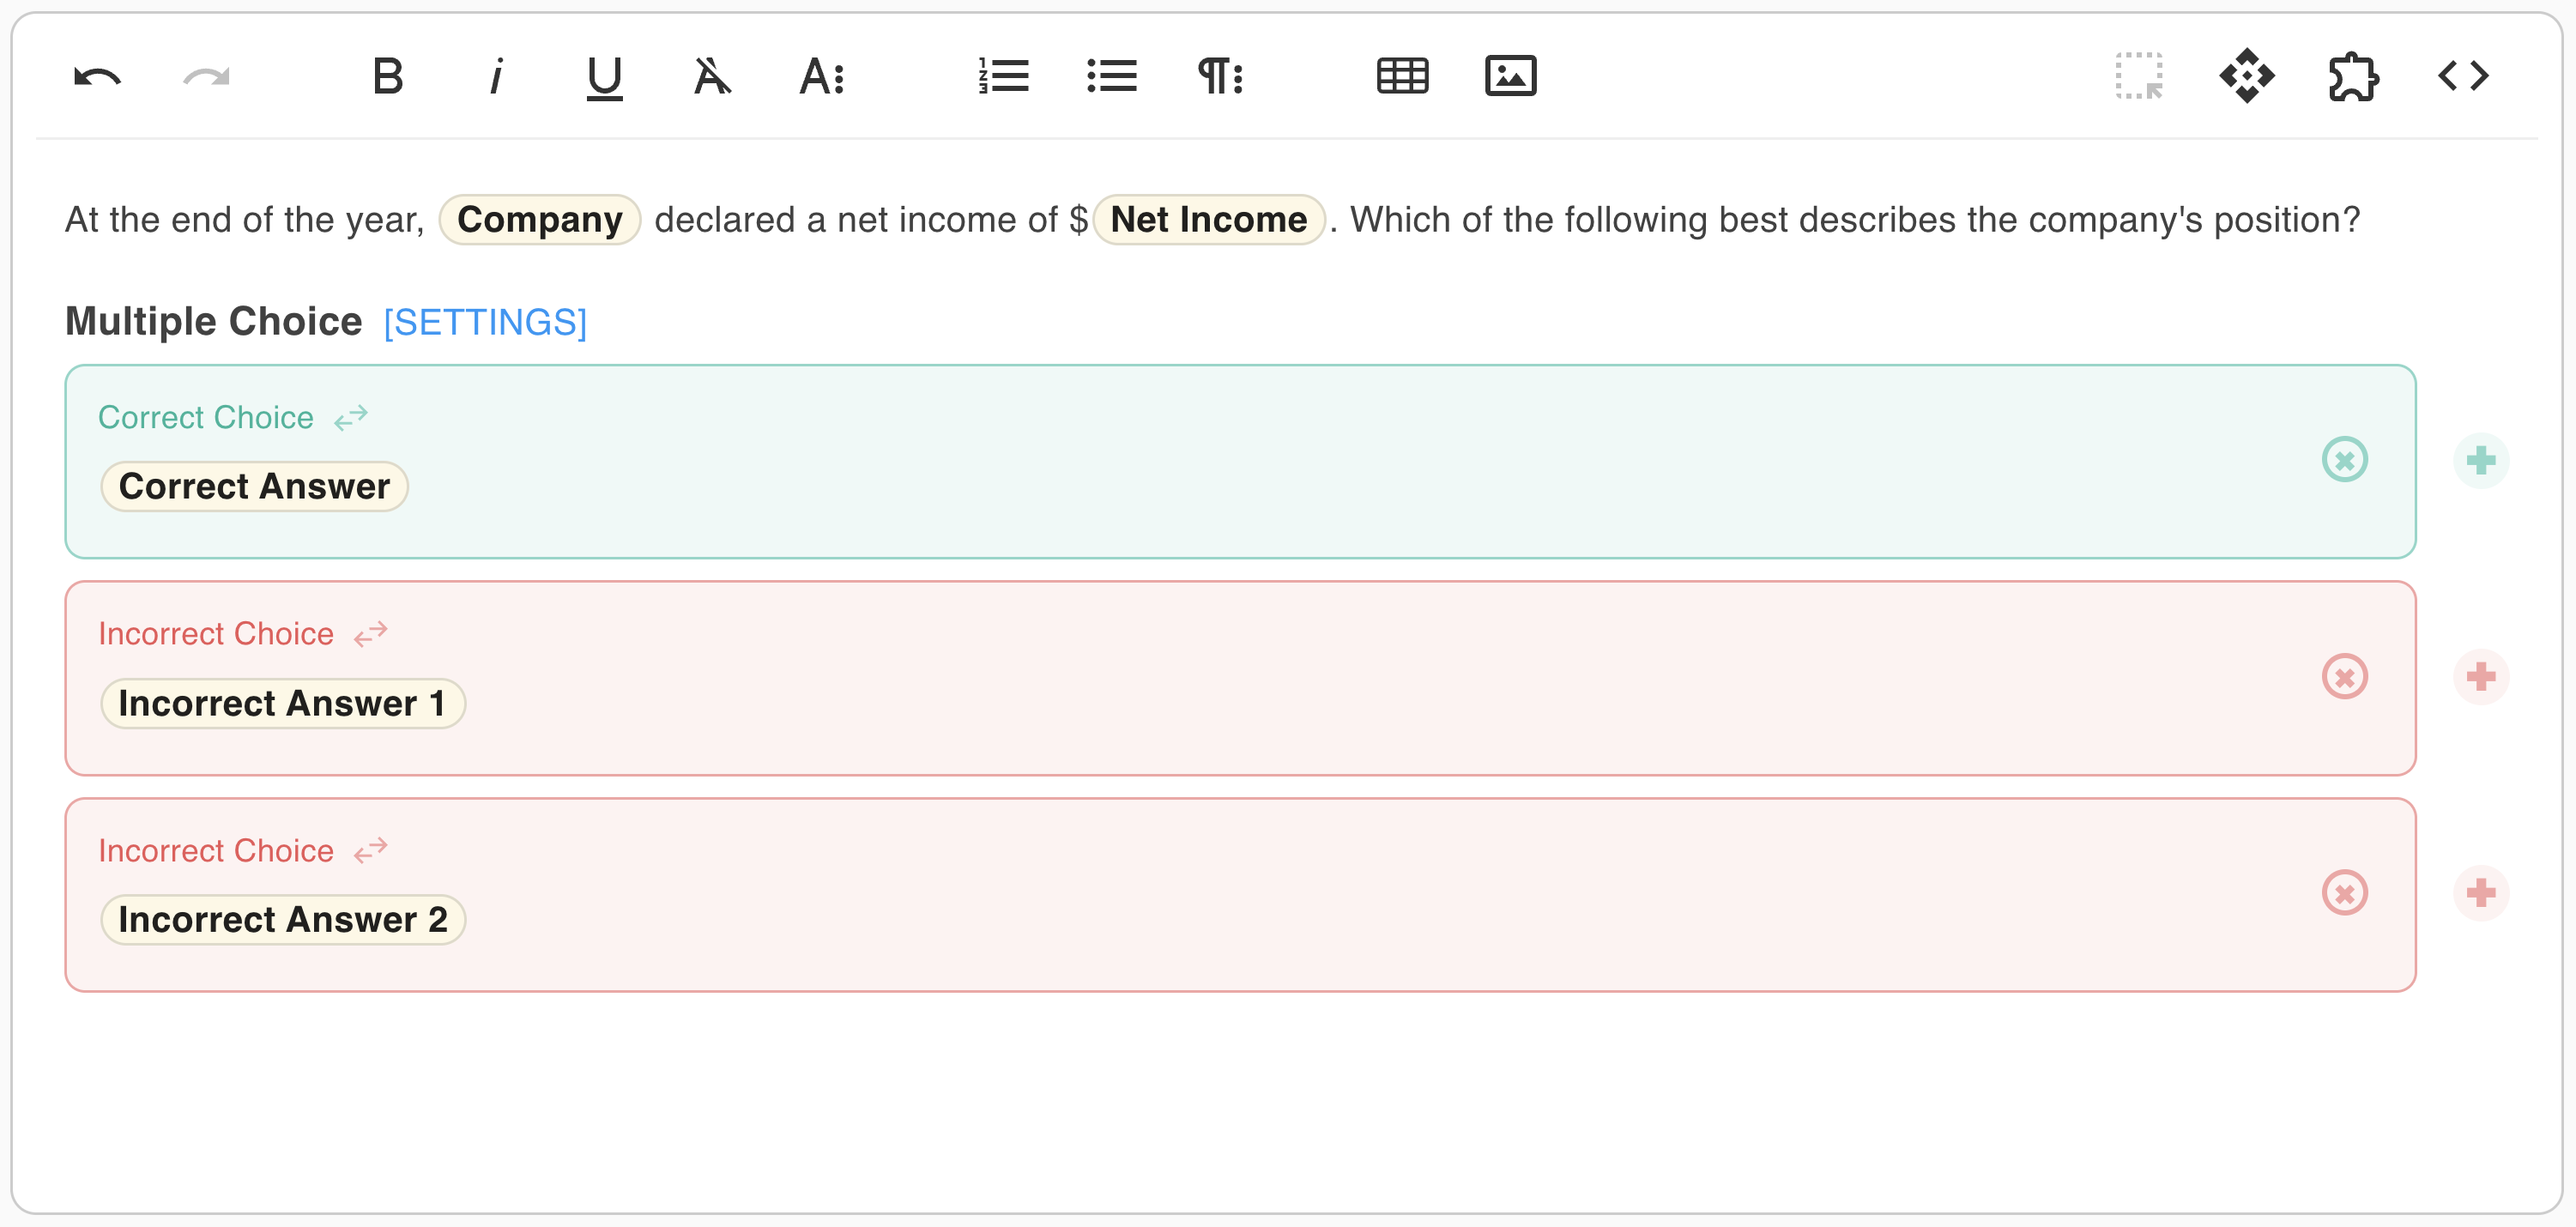 At the end of the year, Company declared a net income of $Net Income. Which of the following best describes the company's position?
Multiple Choice [SETTINGS]
Correct Choice
Correct Answer
Incorrect Choice
Incorrect Answer 1
Incorrect Choice
Incorrect Answer 2